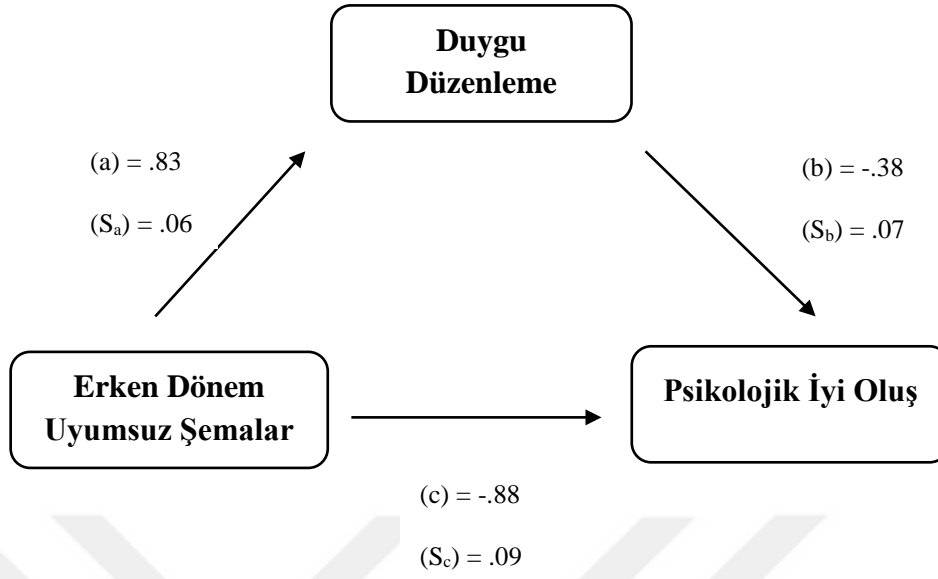 Duygu
Düzenleme
(a) = .83
(Sa) = .06
(b) = -.38
(Sb) = .07
Erken Dönem
Uyumsuz Şemalar
Psikolojik İyi Oluş
(c) = -.88
(Sc) = .09